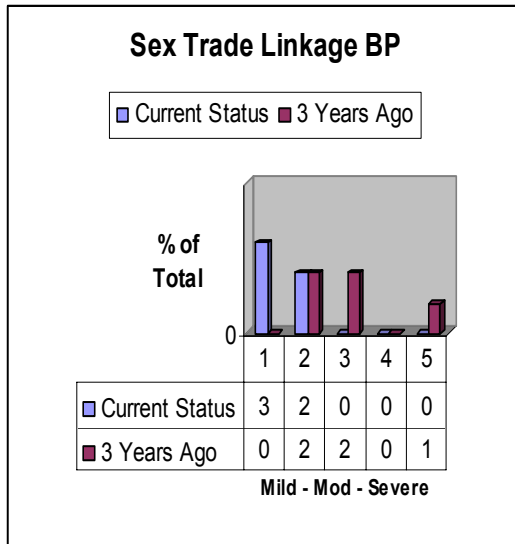 Sex Trade Linkage BP
Current Status 3 Years Ago
% of
Total
0
1 2 3 4 5
Current Status 3 2 0 0 0
3 Years Ago 0 2 2 0 1
Mild - Mod - Severe